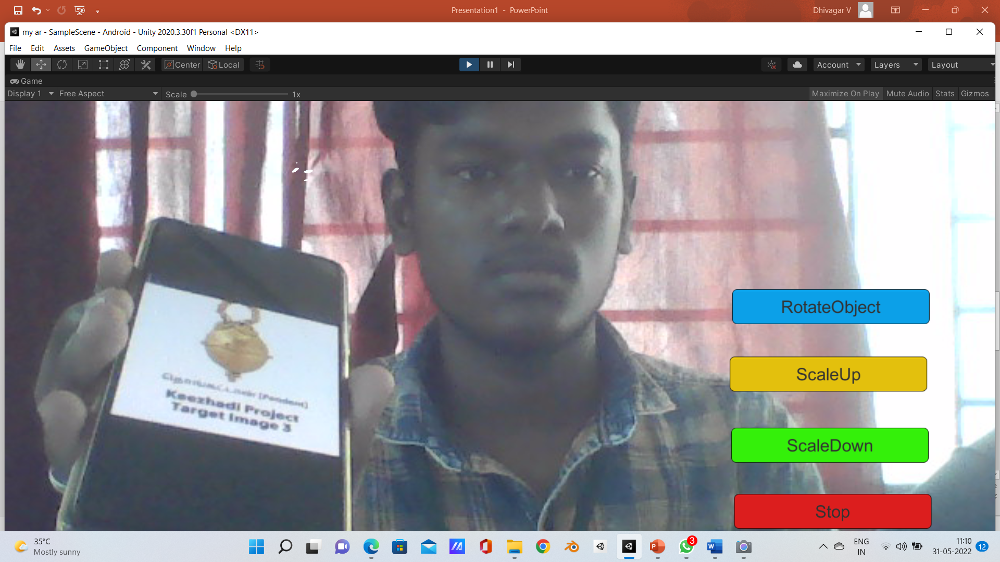 Presentation1 - PowerPoint
Dhivagar V
my ar - SampleScene - Android - Unity 2020.3.30f1 Personal <DX11>
File Edit Assets GameObject Component Window Help
Center Local
Account Layers Layout
Game
Display 1 Free Aspect Scale 1x
Maximize On Play Mute Audio Stats Gizmos
RotateObject
ScaleUp
ScaleDown
Stop
[Pendent]
Keezhadi Project
Target Image 3
35°C
Mostly sunny
3
ENG
IN
11:10
31-05-2022
12